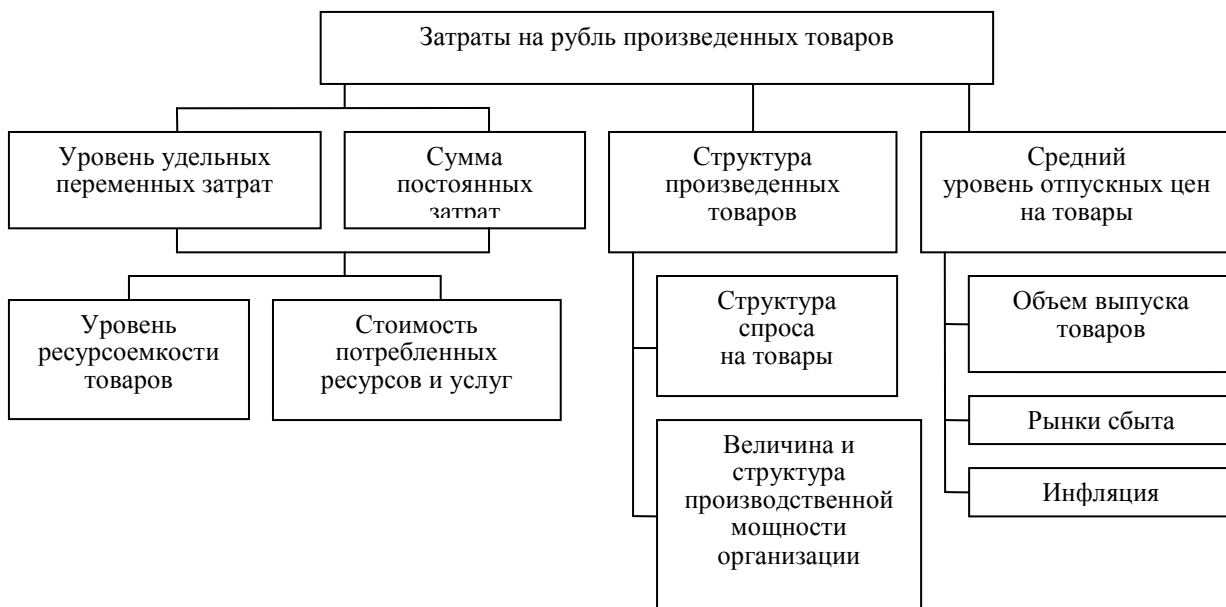 Затраты на рубль произведенных товаров
Уровень удельных
переменных затрат
Сумма
постоянных
затрат
Структура
произведенных
товаров
Средний
уровень отпускных цен
на товары
Уровень
ресурсоемкости
товаров
Стоимость
потребленных
ресурсов и услуг
Структура
спроса
на товары
Объем выпуска
товаров
Рынки сбыта
Величина и
структура
производственной
мощности
организации
Инфляция